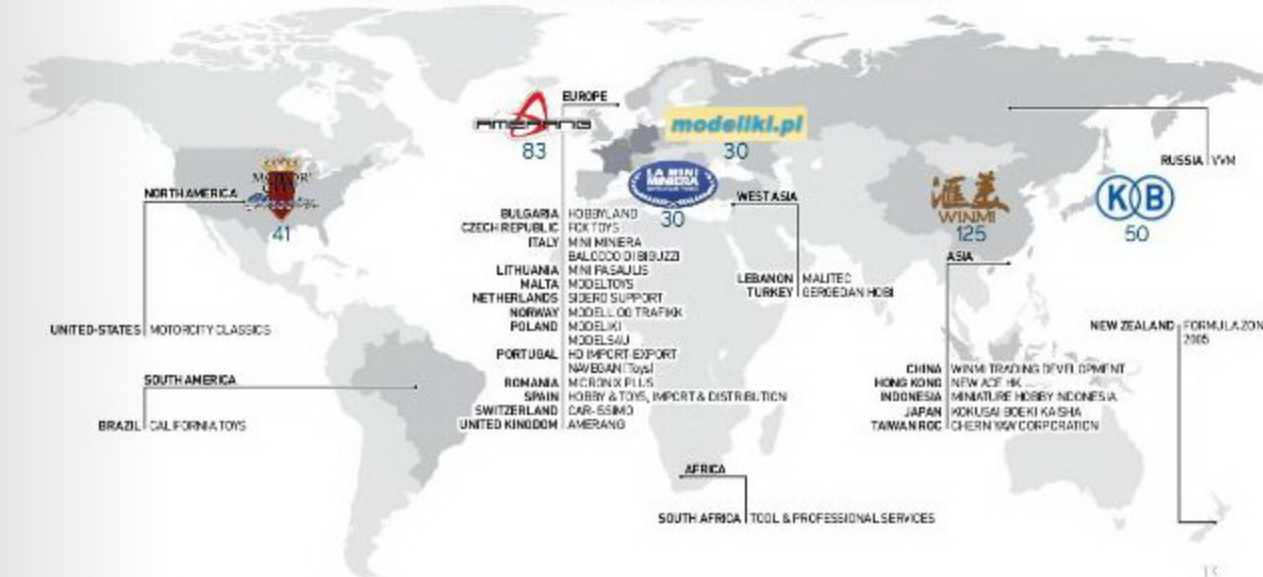 EUROPE
AMERANG
83
modeliki.pl
30
LA MINI
MINIERA
30
RUSSIA VVM
NORTH AMERICA
41
WEST ASIA
滙美
WINMI
125
KB
50
ASIA
BULGARIA HOBBYLAND
CZECH REPUBLIC FOX TOYS
ITALY MINI MINIERA
BALOCCO DI BIGUZZI
LITHUANIA MINI PASAULIS
MALTA MODELTOYS
NETHERLANDS SIDERO SUPPORT
NORWAY MODELL OG TRAFIKK
POLAND MODELIKI
MODELS4U
PORTUGAL HD IMPORT-EXPORT
NAVEGAN (Toys)
ROMANIA MICRONIX PLUS
SPAIN HOBBY & TOYS, IMPORT & DISTRIBUTION
SWITZERLAND CAR-ISSIMO
UNITED KINGDOM AMERANG
LEBANON MALITEC
TURKEY GERGEDAN HOBI
UNITED-STATES MOTORCITY CLASSICS
SOUTH AMERICA
BRAZIL CALIFORNIA TOYS
NEW ZEALAND FORMULA ZON
2005
CHINA WINMI TRADING DEVELOPMENT
HONG KONG NEW ACE HK
INDONESIA MINIATURE HOBBY INDONESIA
JAPAN KOKUSAI BOEKI KAISHA
TAIWAN ROC CHERN YAW CORPORATION
AFRICA
SOUTH AFRICA TOOL & PROFESSIONAL SERVICES